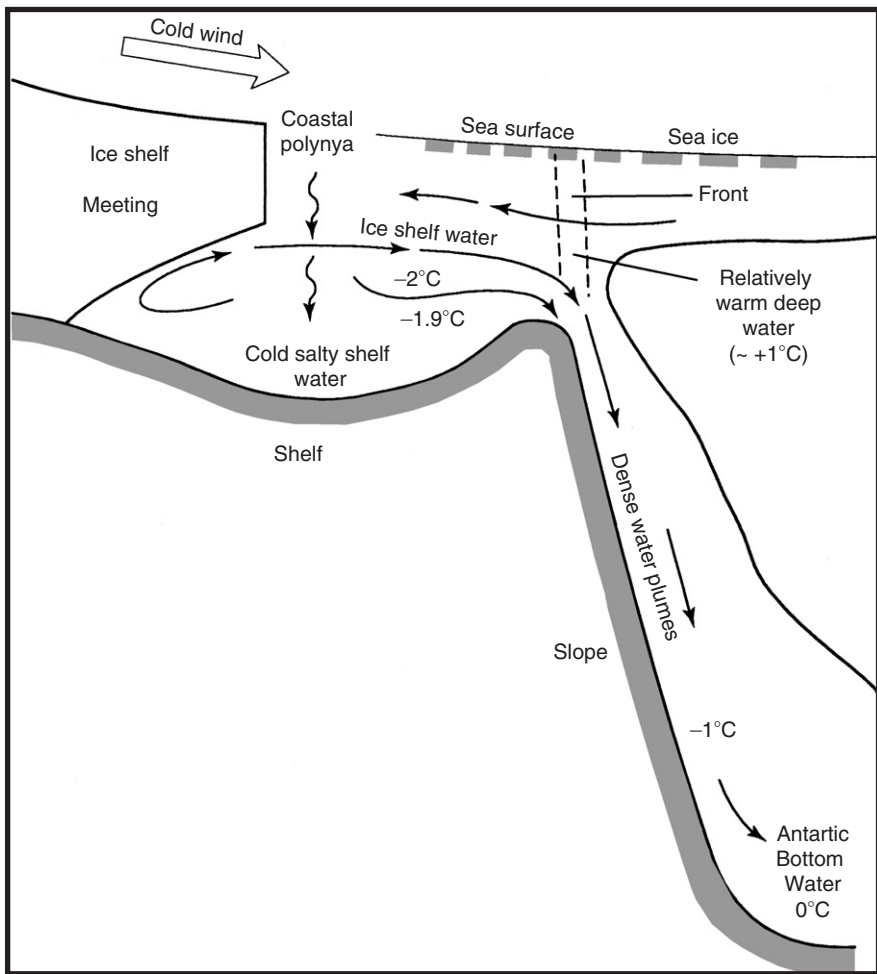 Cold wind
Coastal
polynya
Sea surface
Sea ice
Ice shelf
Meeting
Front
Ice shelf water
–2°C
–1.9°C
Relatively
warm deep
water
(~ +1°C)
Cold salty shelf
water
Shelf
Dense water plumes
Slope
–1°C
Antartic
Bottom
Water
0°C